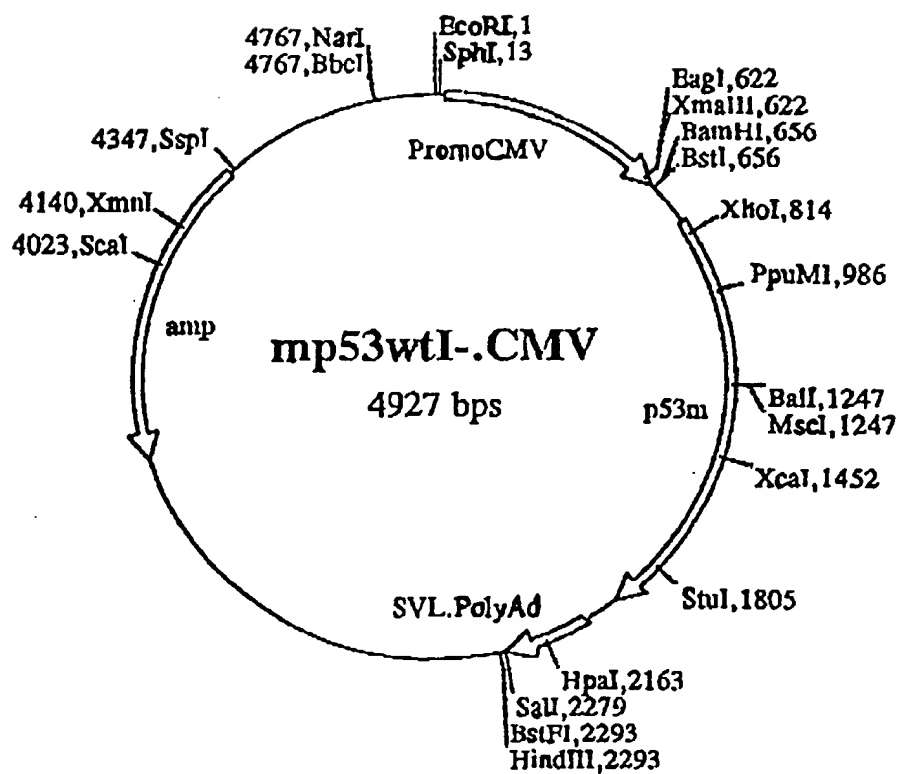 EcoRI,1
SphI,13
4767,NarI
4767,BbcI
BagI,622
XmaIII,622
BamHI,656
BstI,656
4347,SspI
PromoCMV
XhoI,814
4140,XmnI
4023,ScaI
PpuMI,986
amp
mp53wtI-.CMV
4927 bps
p53m
BalI,1247
MscI,1247
XcaI,1452
StuI,1805
SVL.PolyAd
HpaI,2163
SalI,2279
BstFI,2293
HindIII,2293